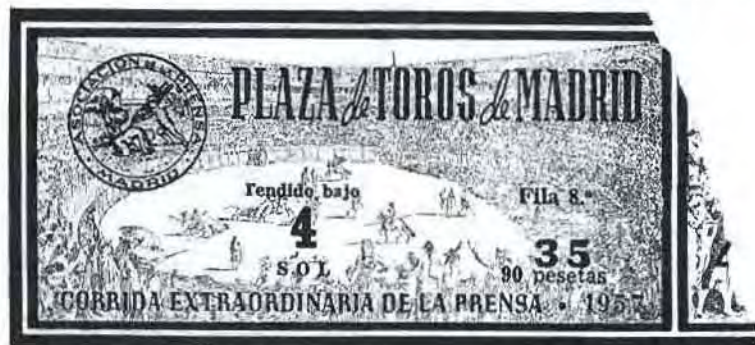 ASOCIACION DE LA PRENSA
MADRID
PLAZA de TOROS de MADRID
Tendido bajo
4
SOL
Fila 8.ª
35
90 pesetas
CORRIDA EXTRAORDINARIA DE LA PRENSA • 1957